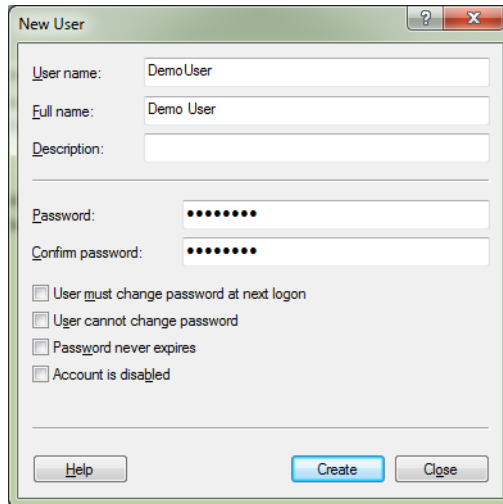 New User
User name: DemoUser
Full name: Demo User
Description:
Password: ●●●●●●●●
Confirm password: ●●●●●●●●
User must change password at next logon
User cannot change password
Password never expires
Account is disabled
Help Create Close